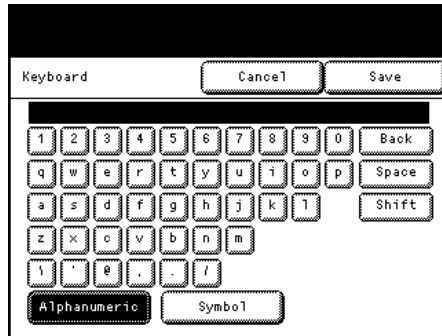 Keyboard Cancel Save
1 2 3 4 5 6 7 8 9 0 Back
q w e r t y u i o p Space
a s d f g h j k l Shift
z x c v b n m
\ ' @ , . /
Alphanumeric Symbol